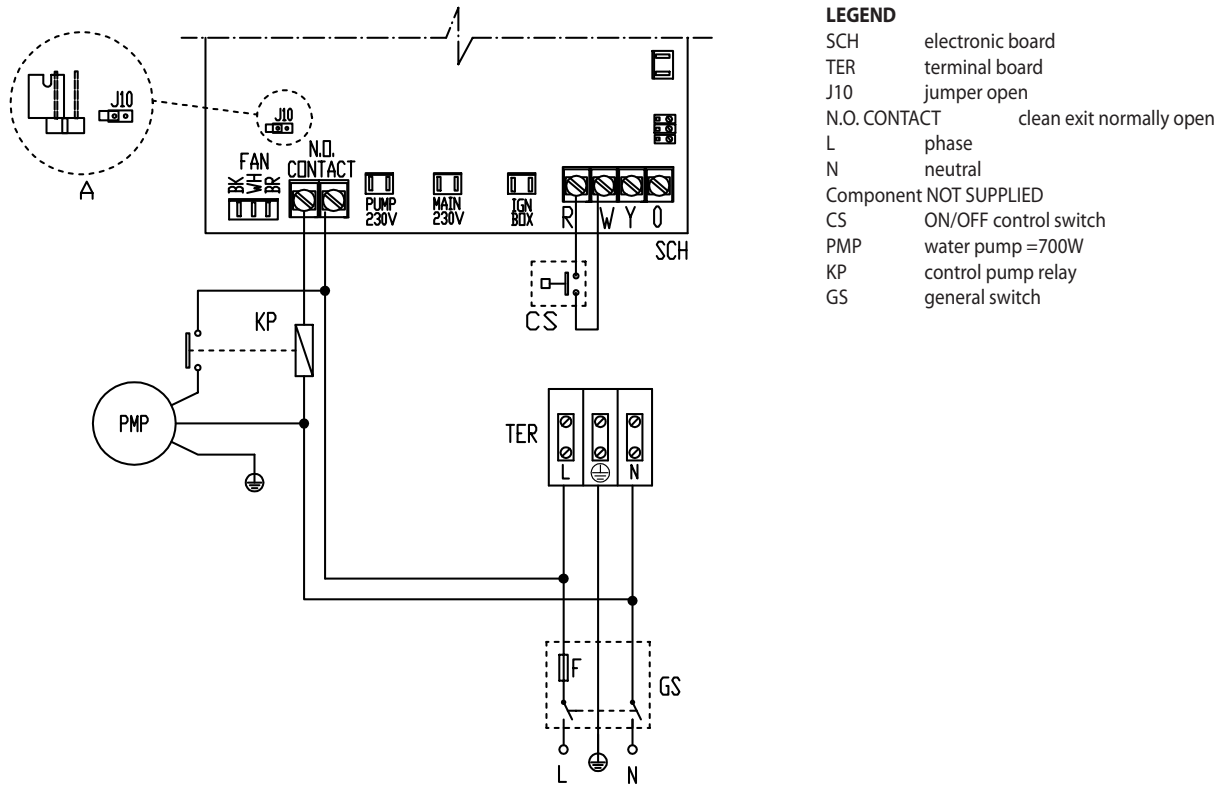 J10
A
J10
N.O.
CONTACT
FAN
BK
WH
BR
PUMP
230V
MAIN
230V
IGN
BOX
R W Y O
SCH
CS
KP
PMP
TER
L N
F
GS
L N
LEGEND
SCH electronic board
TER terminal board
J10 jumper open
N.O. CONTACT clean exit normally open
L phase
N neutral
Component NOT SUPPLIED
CS ON/OFF control switch
PMP water pump =700W
KP control pump relay
GS general switch